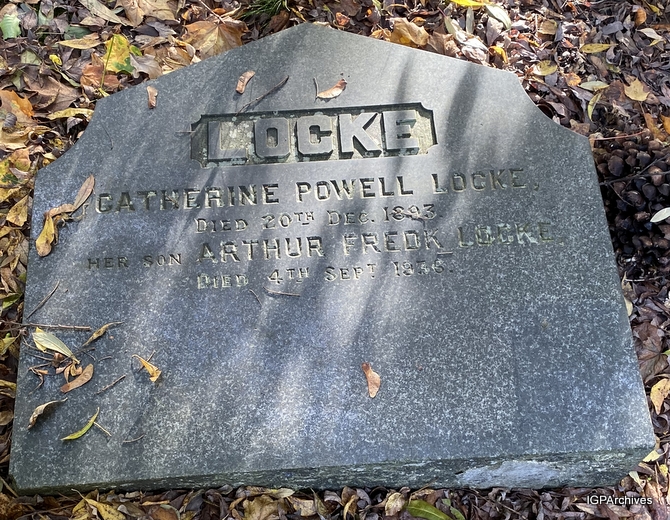 LOCKE
CATHERINE POWELL LOCKE,
DIED 20TH DEC. 1893
HER SON ARTHUR FREDK LOCKE.
DIED 4TH SEPT
IGPArchives